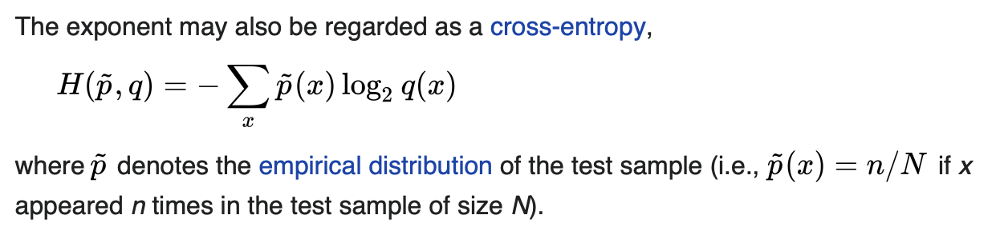 The exponent may also be regarded as a cross-entropy,
H(p̃, q) = − ∑ₓ p̃(x) log₂ q(x)
where p̃ denotes the empirical distribution of the test sample (i.e., p̃(x) = n/N if x
appeared n times in the test sample of size N).